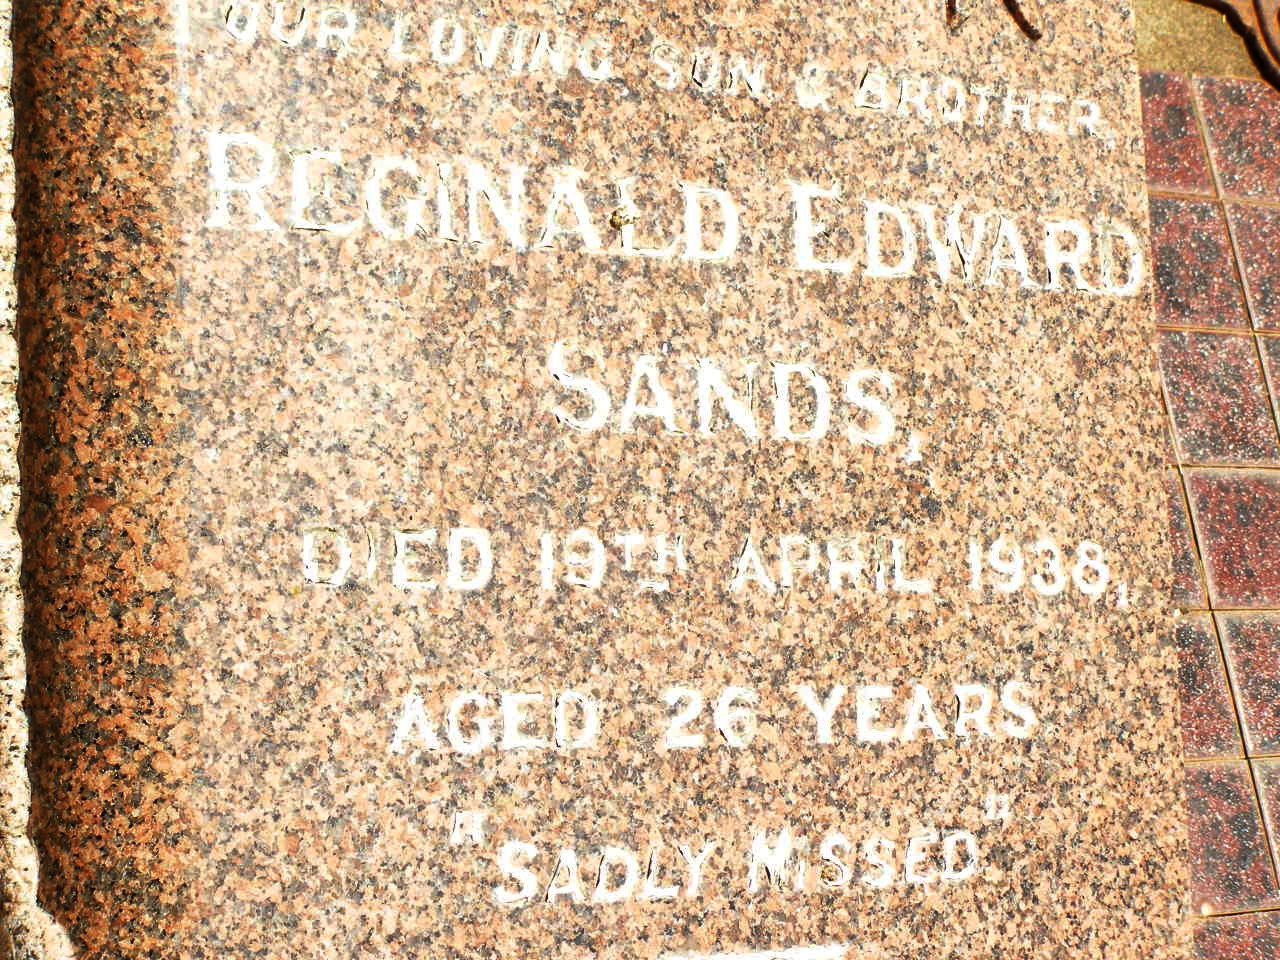 OUR LOVING SON & BROTHER,
REGINALD EDWARD
SANDS,
DIED 19TH APRIL 1938,
AGED 26 YEARS
"SADLY MISSED"